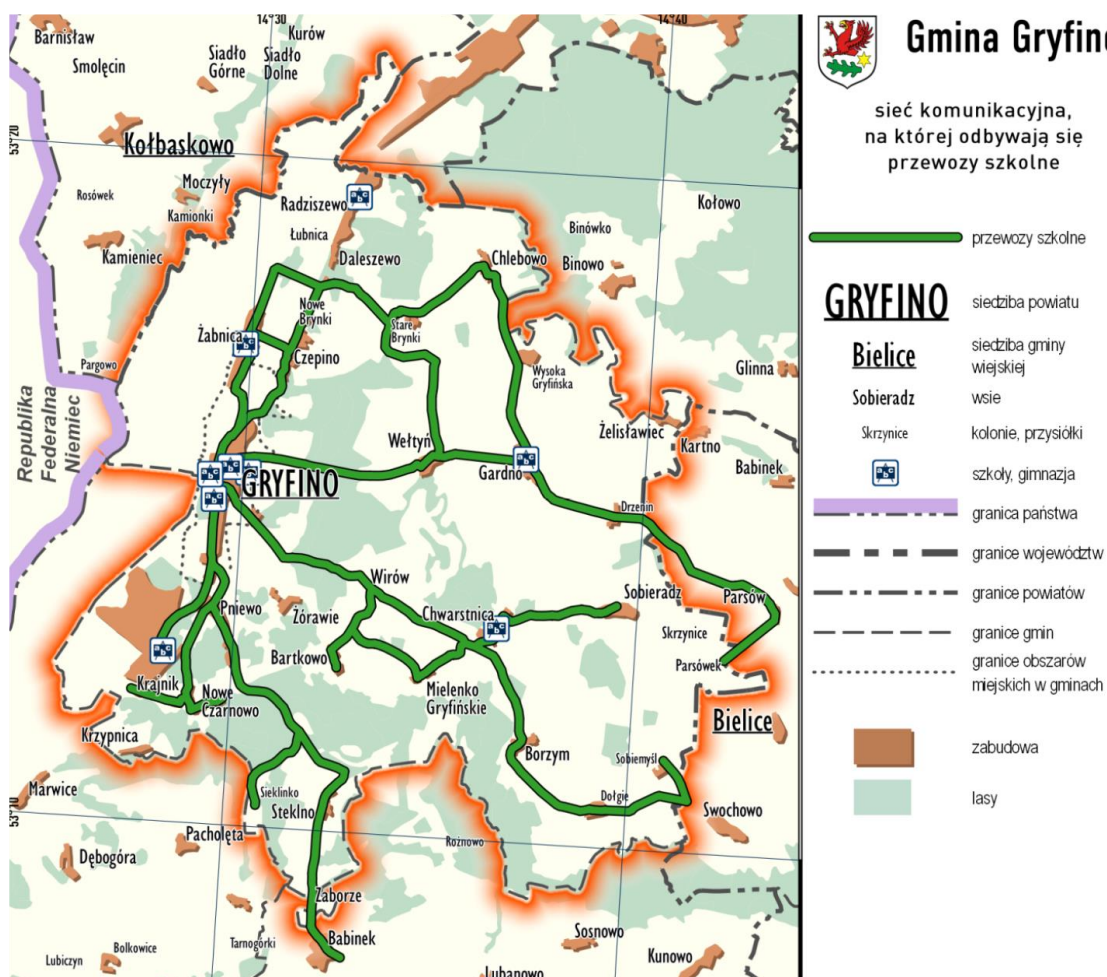 Gmina Gryfin
sieć komunikacyjna,
na której odbywają się
przewozy szkolne
przewozy szkolne
GRYFINO
siedziba powiatu
Bielice
siedziba gminy
wiejskiej
Sobieradz
wsie
Skrzynice
kolonie, przysiółki
szkoły, gimnazja
granica państwa
granice województw
granice powiatów
granice gmin
granice obszarów
miejskich w gminach
zabudowa
lasy
14°30
14°40
53°20
53°10
Barnisław
Smolęcin
Kurów
Siadło
Górne
Siadło
Dolne
Kołbaskowo
Rosówek
Moczyły
Kamionki
Kamieniec
Radziszewo
Łubnica
Daleszewo
Kołowo
Binówko
Binowo
Chlebowo
Nowe
Brynki
Stare
Brynki
Żabnica
Czepino
Pargowo
Wysoka
Gryfińska
Glinna
Republika
Federalna
Niemiec
Wełtyń
Żelisławiec
Kartno
Babinek
Gardno
GRYFINO
Drzenin
Wirów
Sobieradz
Parsów
Pniewo
Żórawie
Chwarstnica
Skrzynice
Bartkowo
Parsówek
Krajnik
Nowe
Czarnowo
Mielenko
Gryfińskie
Bielice
Krzypnica
Borzym
Sobiemyśl
Marwice
Sieklinko
Steklno
Dołgie
Swochowo
Pacholęta
Dębogóra
Rożnowo
Zaborze
Babinek
Tarnogórki
Bolkowice
Lubiczyn
Sosnowo
Kunowo
Lubanowo